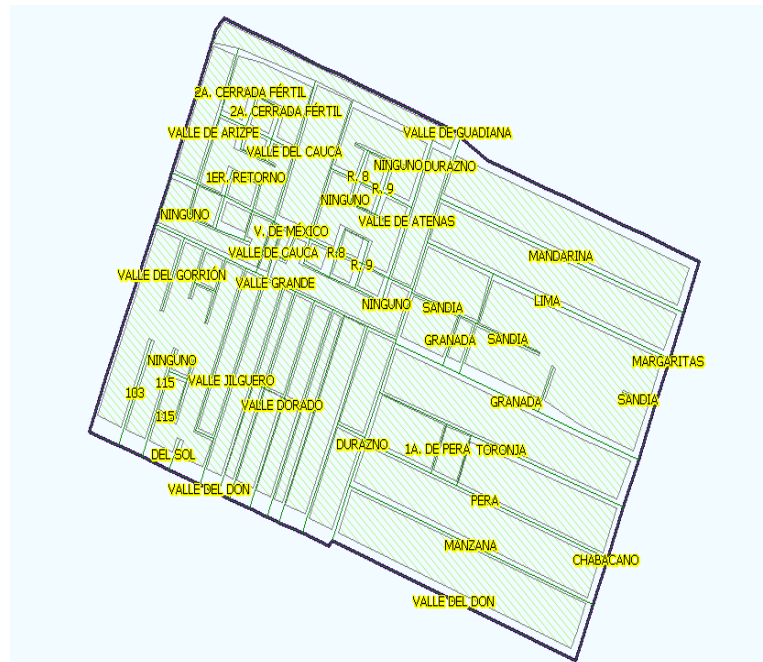 2A. CERRADA FÉRTIL
2A. CERRADA FÉRTIL
VALLE DE ARIZPE
VALLE DE GUADIANA
VALLE DEL CAUCA
NINGUNO
DURAZNO
1ER. RETORNO
R. 8
R. 9
NINGUNO
NINGUNO
VALLE DE ATENAS
V. DE MÉXICO
VALLE DE CAUCA
R.8
R. 9
MANDARINA
VALLE DEL GORRIÓN
VALLE GRANDE
NINGUNO
SANDIA
LIMA
GRANADA
SANDIA
NINGUNO
MARGARITAS
115
VALLE JILGUERO
103
GRANADA
SANDIA
VALLE DORADO
115
DURAZNO
1A. DE PERA
TORONJA
DEL SOL
VALLE DEL DON
PERA
MANZANA
CHABACANO
VALLE DEL DON